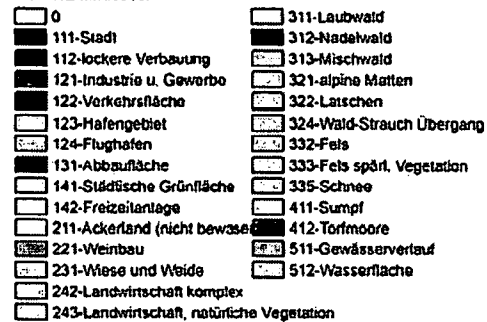 0
111-Stadt
112-lockere Verbauung
121-Industrie u. Gewerbe
122-Verkehrsfläche
123-Hafengebiet
124-Flughafen
131-Abbaufläche
141-Städtische Grünfläche
142-Freizeitanlage
211-Ackerland (nicht bewäse
221-Weinbau
231-Wiese und Weide
242-Landwirtschaft komplex
243-Landwirtschaft, natürliche Vegetation
311-Laubwald
312-Nadelwald
313-Mischwald
321-alpine Matten
322-Latschen
324-Wald-Strauch Übergang
332-Fels
333-Fels spärl. Vegetation
335-Schnee
411-Sumpf
412-Torfmoore
511-Gewässerverlauf
512-Wasserfläche